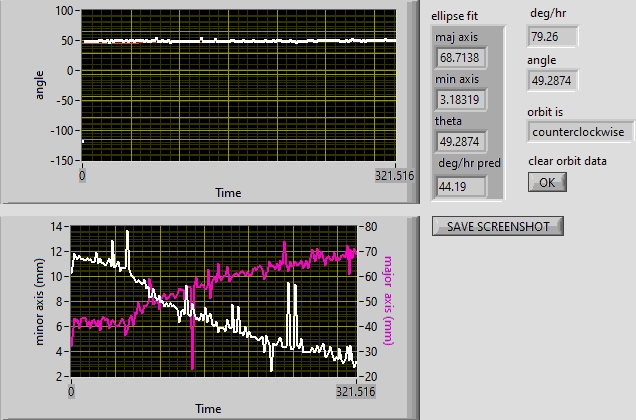 100
50
0
-50
-100
-150
angle
0
321.516
Time
ellipse fit
maj axis
68.7138
min axis
3.18319
theta
49.2874
deg/hr pred
44.19
deg/hr
79.26
angle
49.2874
orbit is
counterclockwise
clear orbit data
OK
SAVE SCREENSHOT
14
12
10
8
6
4
2
minor axis (mm)
80
70
60
50
40
30
20
major axis (mm)
0
321.516
Time